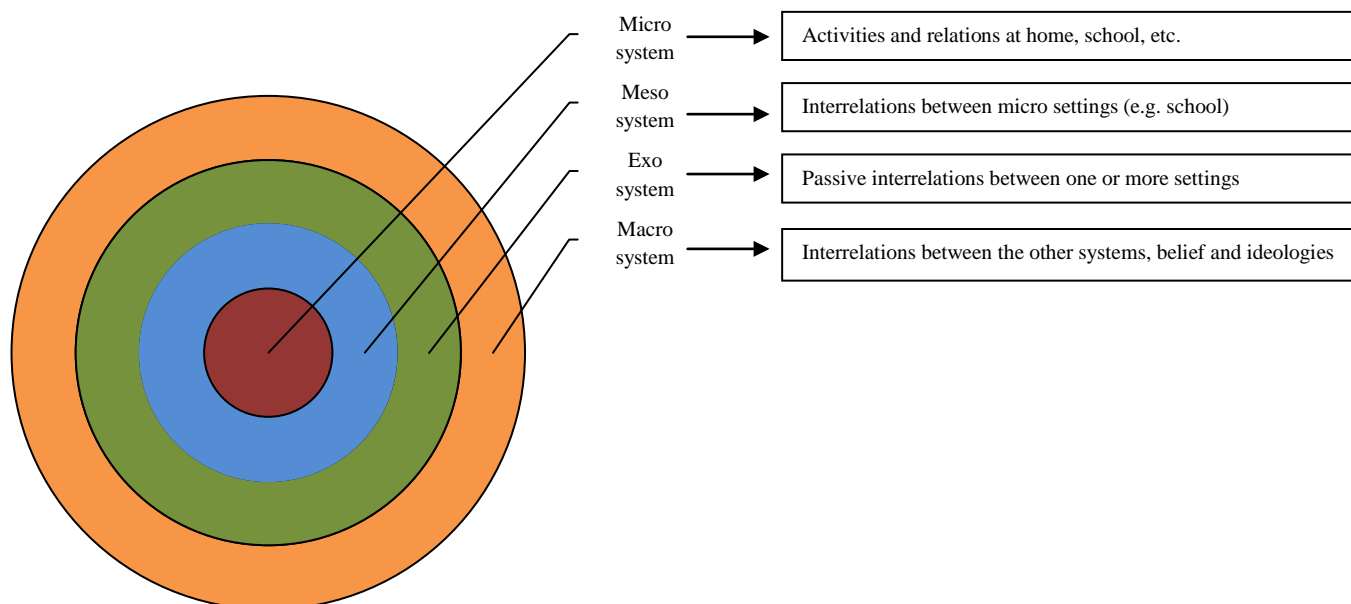 Micro
system
Activities and relations at home, school, etc.
Meso
system
Interrelations between micro settings (e.g. school)
Exo
system
Passive interrelations between one or more settings
Macro
system
Interrelations between the other systems, belief and ideologies